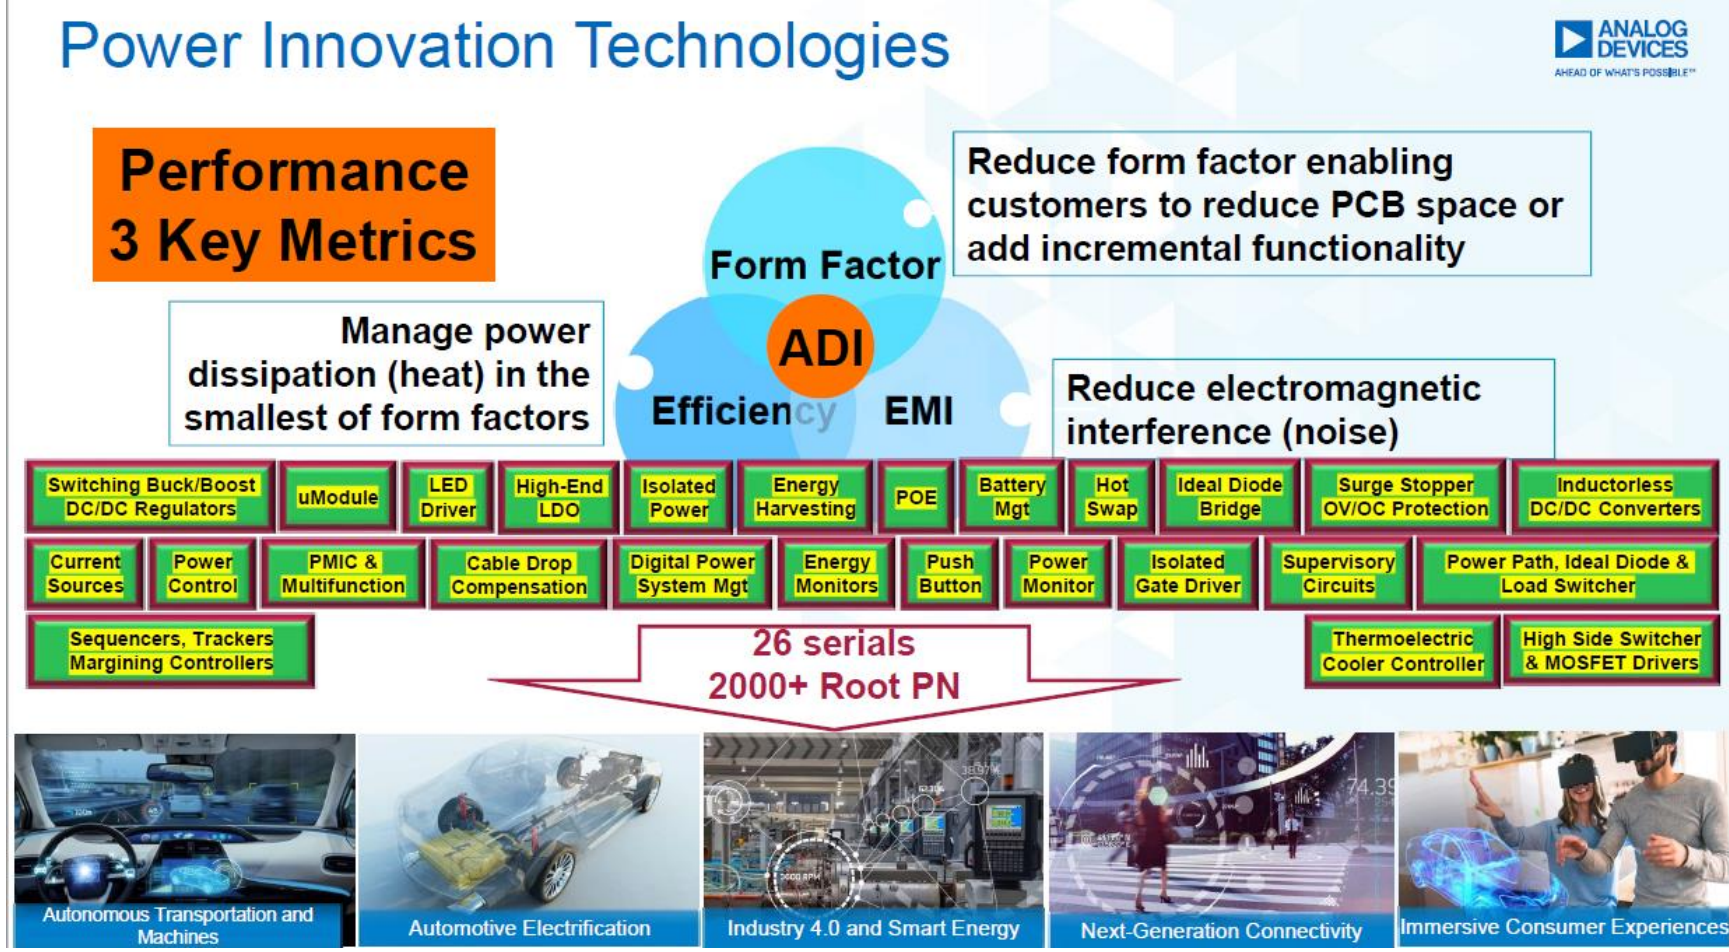 Power Innovation Technologies
ANALOG
DEVICES
AHEAD OF WHAT'S POSSIBLE™
Performance
3 Key Metrics
Reduce form factor enabling
customers to reduce PCB space or
add incremental functionality
Form Factor
ADI
Manage power
dissipation (heat) in the
smallest of form factors
Efficiency
EMI
Reduce electromagnetic
interference (noise)
Switching Buck/Boost
DC/DC Regulators
uModule
LED
Driver
High-End
LDO
Isolated
Power
Energy
Harvesting
POE
Battery
Mgt
Hot
Swap
Ideal Diode
Bridge
Surge Stopper
OV/OC Protection
Inductorless
DC/DC Converters
Current
Sources
Power
Control
PMIC &
Multifunction
Cable Drop
Compensation
Digital Power
System Mgt
Energy
Monitors
Push
Button
Power
Monitor
Isolated
Gate Driver
Supervisory
Circuits
Power Path, Ideal Diode &
Load Switcher
Sequencers, Trackers
Margining Controllers
26 serials
2000+ Root PN
Thermoelectric
Cooler Controller
High Side Switcher
& MOSFET Drivers
38.97%
74.39
Autonomous Transportation and
Machines
Automotive Electrification
Industry 4.0 and Smart Energy
Next-Generation Connectivity
Immersive Consumer Experiences